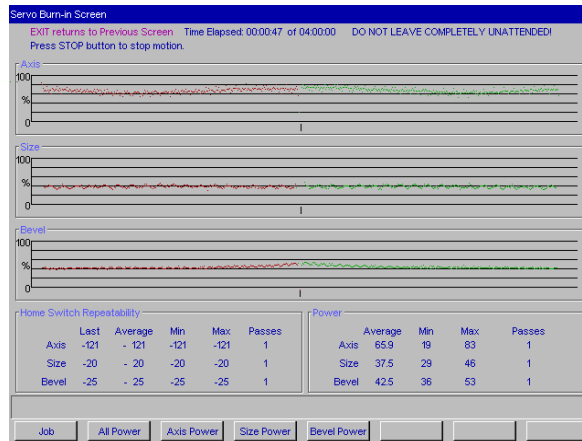 Servo Burn-in Screen
EXIT returns to Previous Screen Time Elapsed: 00:00:47 of 04:00:00 DO NOT LEAVE COMPLETELY UNATTENDED!
Press STOP button to stop motion.
Axis
100
%
0
Size
100
%
0
Bevel
100
%
0
Home Switch Repeatability
Last Average Min Max Passes
Axis -121 - 121 -121 -121 1
Size -20 - 20 -20 -20 1
Bevel -25 - 25 -25 -25 1
Power
Average Min Max Passes
Axis 65.9 19 83 1
Size 37.5 29 46 1
Bevel 42.5 36 53 1
Job All Power Axis Power Size Power Bevel Power